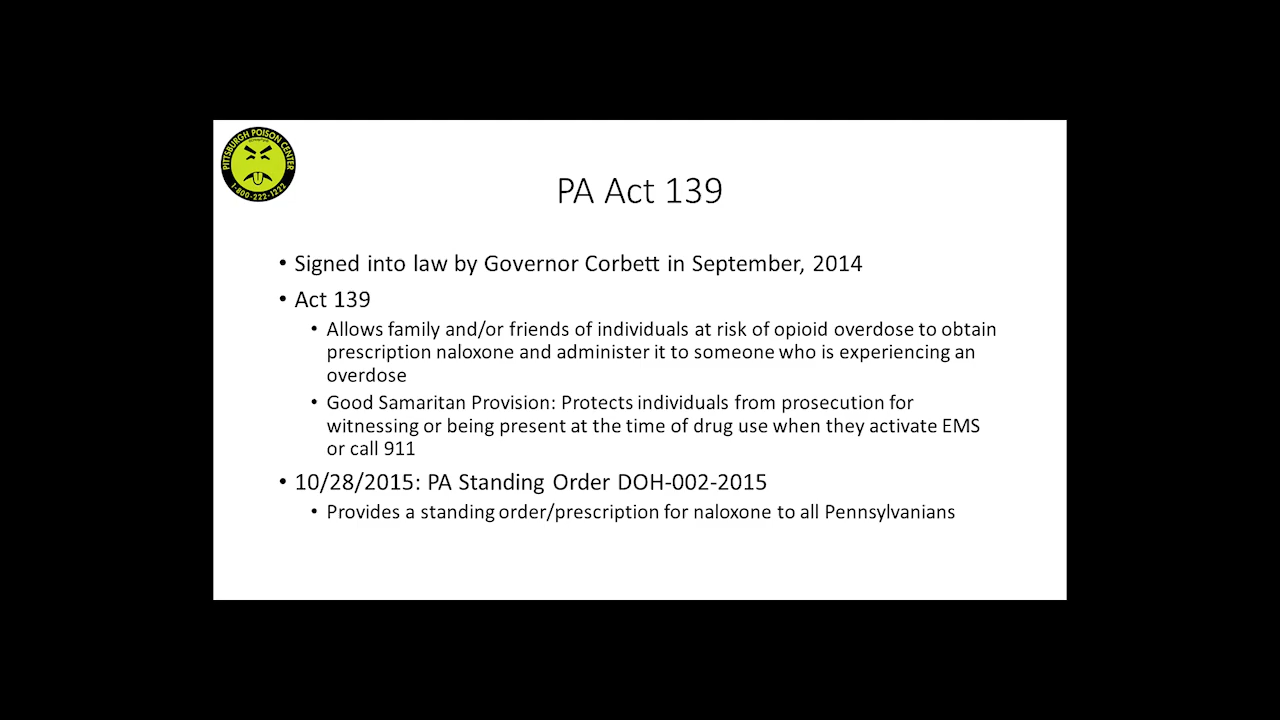 PITTSBURGH POISON CENTER
1-800-222-1222
PA Act 139
• Signed into law by Governor Corbett in September, 2014
• Act 139
• Allows family and/or friends of individuals at risk of opioid overdose to obtain
prescription naloxone and administer it to someone who is experiencing an
overdose
• Good Samaritan Provision: Protects individuals from prosecution for
witnessing or being present at the time of drug use when they activate EMS
or call 911
• 10/28/2015: PA Standing Order DOH-002-2015
• Provides a standing order/prescription for naloxone to all Pennsylvanians